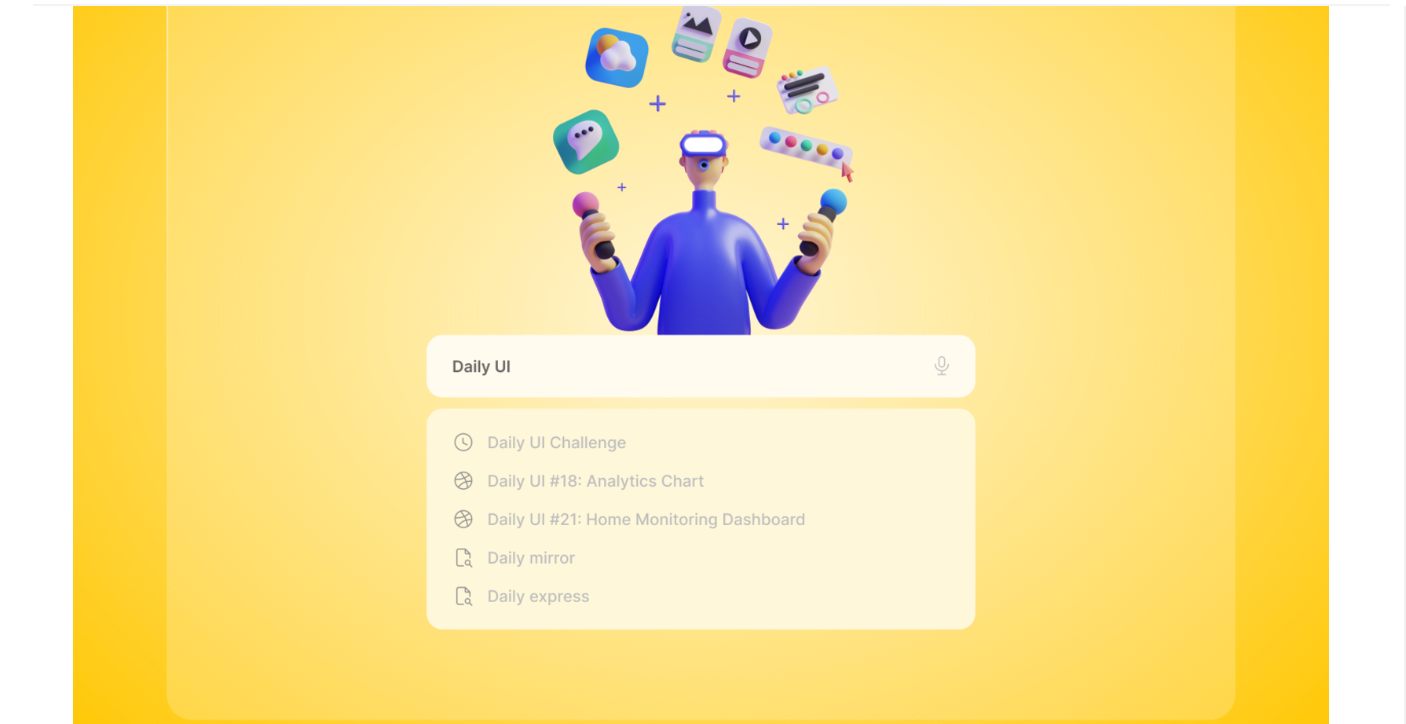 Daily UI
Daily UI Challenge
Daily UI #18: Analytics Chart
Daily UI #21: Home Monitoring Dashboard
Daily mirror
Daily express